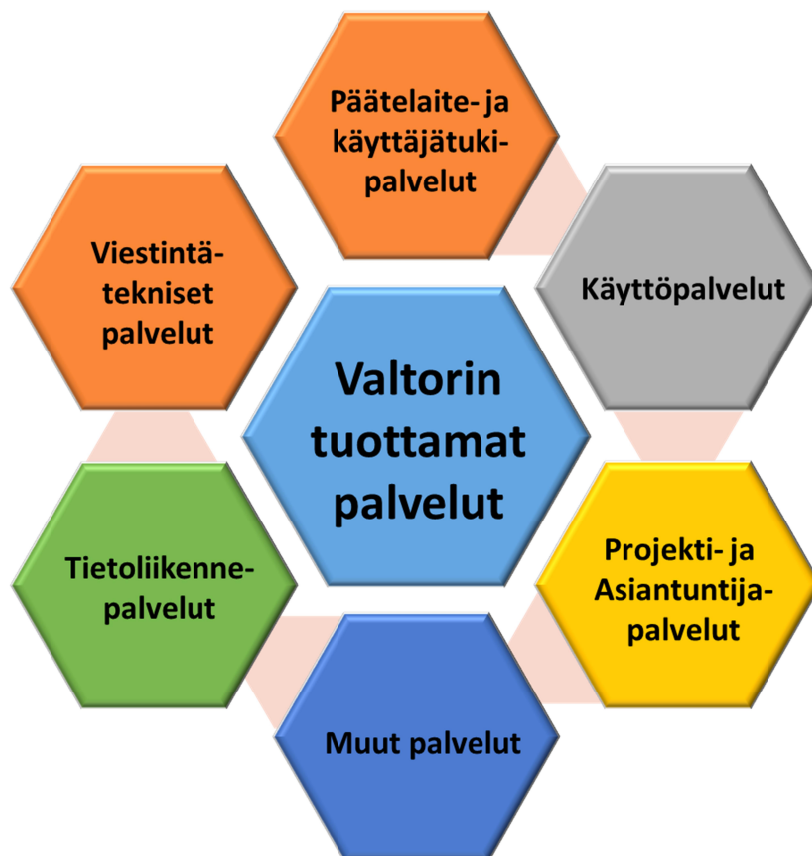 Päätelaite- ja
käyttäjätuki-
palvelut
Viestintä-
tekniset
palvelut
Käyttöpalvelut
Valtorin
tuottamat
palvelut
Tietoliikenne-
palvelut
Projekti- ja
Asiantuntija-
palvelut
Muut palvelut